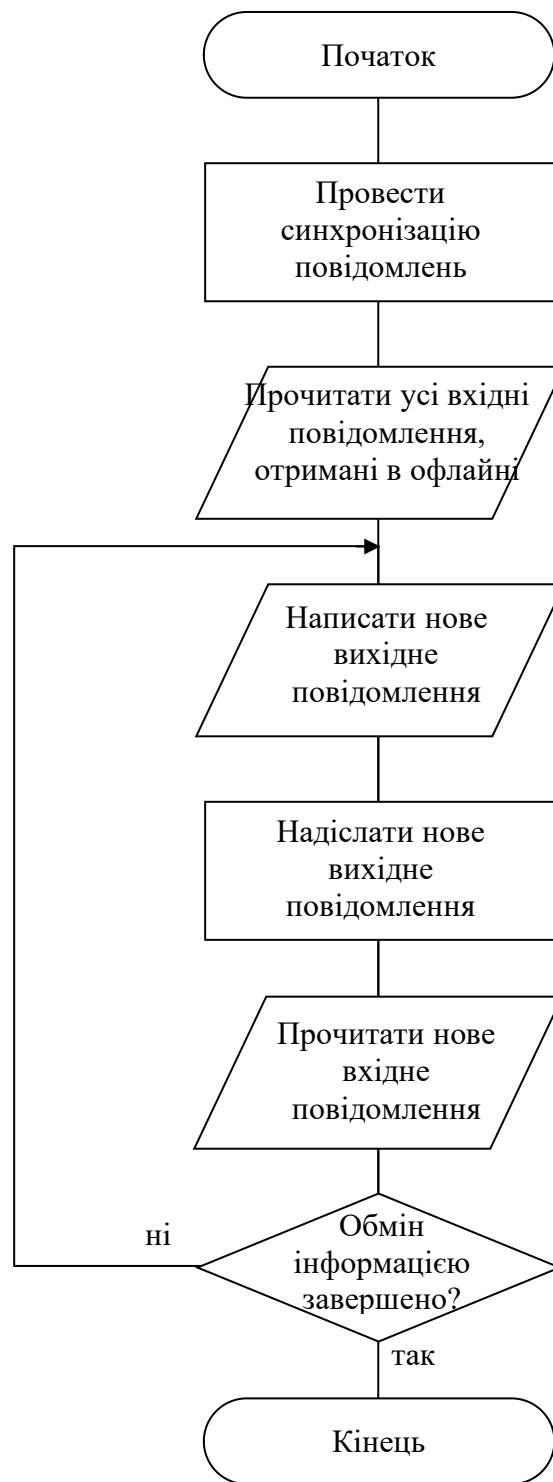 Початок
Провести
синхронізацію
повідомлень
Прочитати усі вхідні
повідомлення,
отримані в офлайні
Написати нове
вихідне
повідомлення
Надіслати нове
вихідне
повідомлення
Прочитати нове
вхідне
повідомлення
ні
Обмін
інформацією
завершено?
так
Кінець